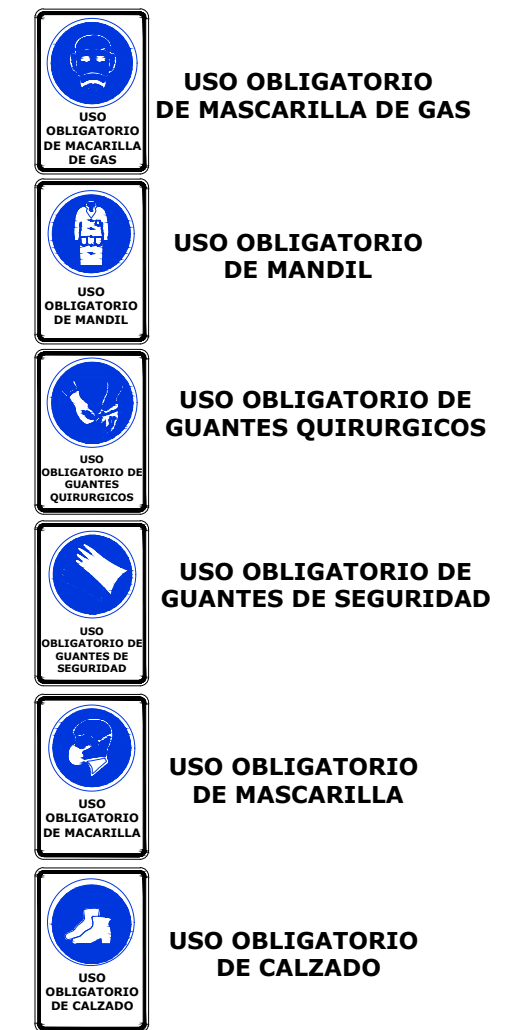 USO
OBLIGATORIO
DE MACARILLA
DE GAS
USO OBLIGATORIO
DE MASCARILLA DE GAS
USO
OBLIGATORIO
DE MANDIL
USO OBLIGATORIO
DE MANDIL
USO
OBLIGATORIO DE
GUANTES
QUIRURGICOS
USO OBLIGATORIO DE
GUANTES QUIRURGICOS
USO
OBLIGATORIO DE
GUANTES DE
SEGURIDAD
USO OBLIGATORIO DE
GUANTES DE SEGURIDAD
USO
OBLIGATORIO
DE MACARILLA
USO OBLIGATORIO
DE MASCARILLA
USO
OBLIGATORIO
DE CALZADO
USO OBLIGATORIO
DE CALZADO